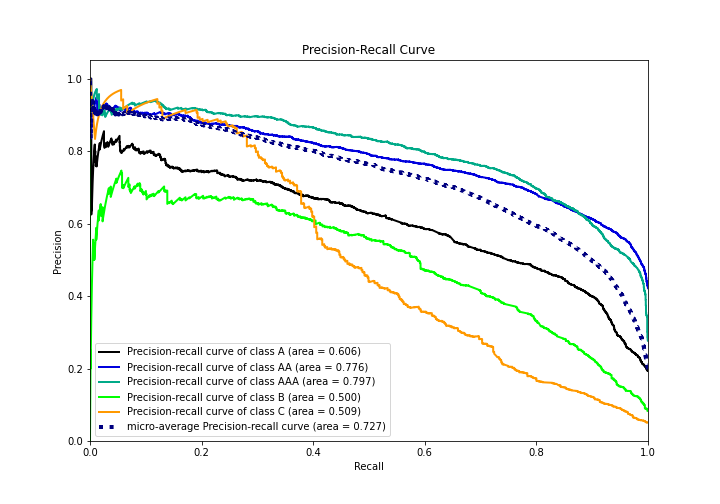 Precision-Recall Curve
1.0
0.8
0.6
0.4
0.2
0.0
Precision
Precision-recall curve of class A (area = 0.606)
Precision-recall curve of class AA (area = 0.776)
Precision-recall curve of class AAA (area = 0.797)
Precision-recall curve of class B (area = 0.500)
Precision-recall curve of class C (area = 0.509)
micro-average Precision-recall curve (area = 0.727)
0.0 0.2 0.4 0.6 0.8 1.0
Recall